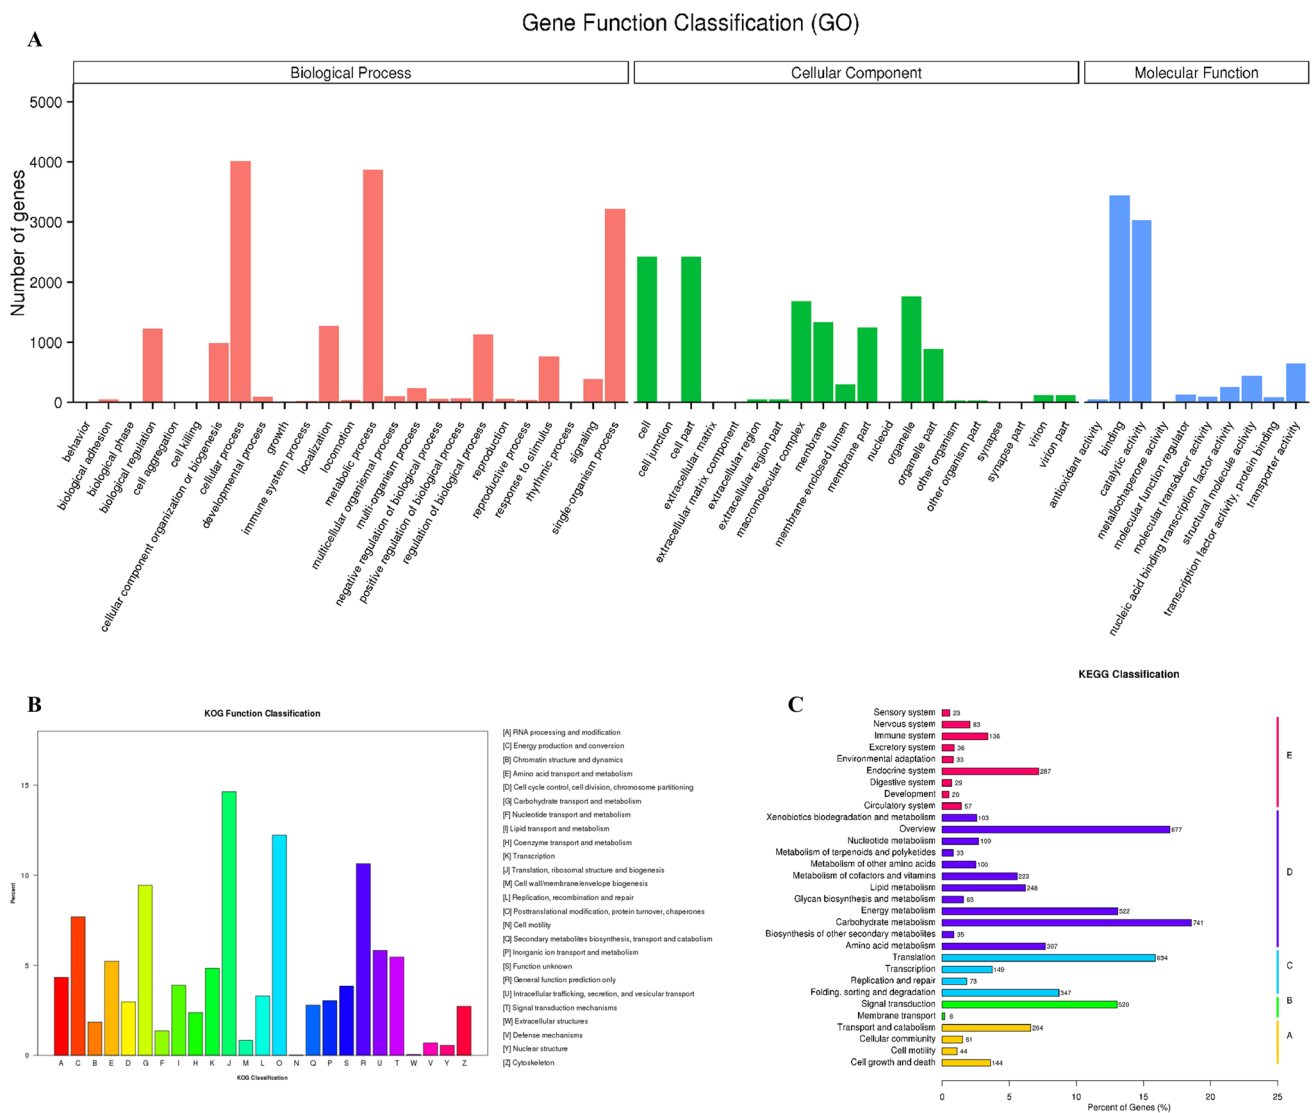 Gene Function Classification (GO)
A
Biological Process
Cellular Component
Molecular Function
Number of genes
5000
4000
3000
2000
1000
0
behavior
biological adhesion
biological phase
biological regulation
cell aggregation
cell killing
cellular component organization or biogenesis
cellular process
developmental process
growth
immune system process
localization
locomotion
metabolic process
multicellular organismal process
multi-organism process
negative regulation of biological process
positive regulation of biological process
regulation of biological process
reproduction
reproductive process
response to stimulus
rhythmic process
signaling
single-organism process
cell
cell junction
cell part
extracellular matrix
extracellular matrix component
extracellular region
extracellular region part
macromolecular complex
membrane
membrane-enclosed lumen
membrane part
nucleoid
organelle
organelle part
other organism
other organism part
synapse
synapse part
virion
virion part
antioxidant activity
binding
catalytic activity
metallochaperone activity
molecular function regulator
molecular transducer activity
nucleic acid binding transcription factor activity
structural molecule activity
transcription factor activity, protein binding
transporter activity
B
KOG Function Classification
Percent
15
10
5
0
A C B E D G F I H K J M L O N Q P S R U T W V Y Z
KOG Classification
[A] RNA processing and modification
[C] Energy production and conversion
[B] Chromatin structure and dynamics
[E] Amino acid transport and metabolism
[D] Cell cycle control, cell division, chromosome partitioning
[G] Carbohydrate transport and metabolism
[F] Nucleotide transport and metabolism
[I] Lipid transport and metabolism
[H] Coenzyme transport and metabolism
[K] Transcription
[J] Translation, ribosomal structure and biogenesis
[M] Cell wall/membrane/envelope biogenesis
[L] Replication, recombination and repair
[O] Posttranslational modification, protein turnover, chaperones
[N] Cell motility
[Q] Secondary metabolites biosynthesis, transport and catabolism
[P] Inorganic ion transport and metabolism
[S] Function unknown
[R] General function prediction only
[U] Intracellular trafficking, secretion, and vesicular transport
[T] Signal transduction mechanisms
[W] Extracellular structures
[V] Defense mechanisms
[Y] Nuclear structure
[Z] Cytoskeleton
C
KEGG Classification
Sensory system 23
Nervous system 83
Immune system 136
Excretory system 36
Environmental adaptation 33
Endocrine system 287
Digestive system 29
Development 20
Circulatory system 57
Xenobiotics biodegradation and metabolism 103
Overview 677
Nucleotide metabolism 109
Metabolism of terpenoids and polyketides 33
Metabolism of other amino acids 100
Metabolism of cofactors and vitamins 223
Lipid metabolism 248
Glycan biosynthesis and metabolism 63
Energy metabolism 522
Carbohydrate metabolism 741
Biosynthesis of other secondary metabolites 35
Amino acid metabolism 307
Translation 634
Transcription 149
Replication and repair 73
Folding, sorting and degradation 347
Signal transduction 520
Membrane transport 6
Transport and catabolism 264
Cellular commiunity 61
Cell motility 44
Cell growth and death 144
E
D
C
B
A
0 5 10 15 20 25
Percent of Genes (%)